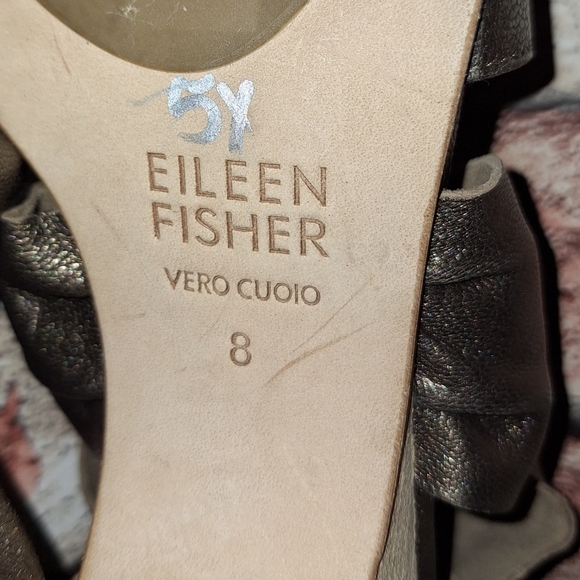 5Y
EILEEN
FISHER
VERO CUOIO
8